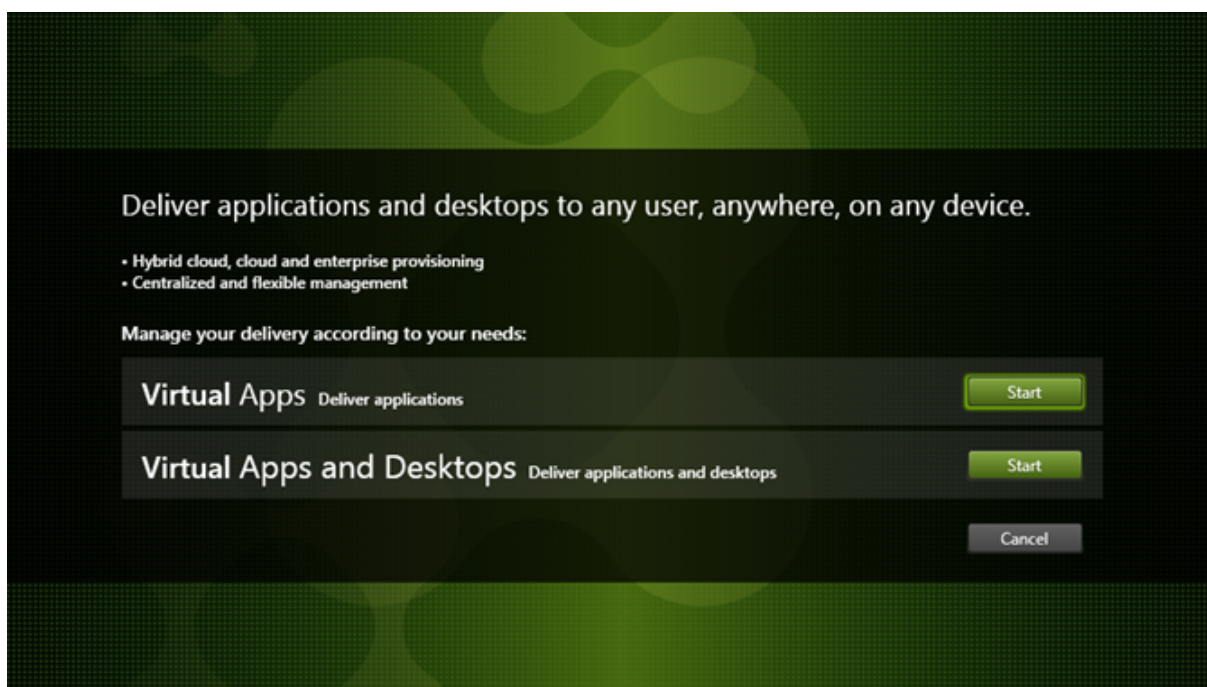 Deliver applications and desktops to any user, anywhere, on any device.
• Hybrid cloud, cloud and enterprise provisioning
• Centralized and flexible management
Manage your delivery according to your needs:
Virtual Apps Deliver applications Start
Virtual Apps and Desktops Deliver applications and desktops Start
Cancel